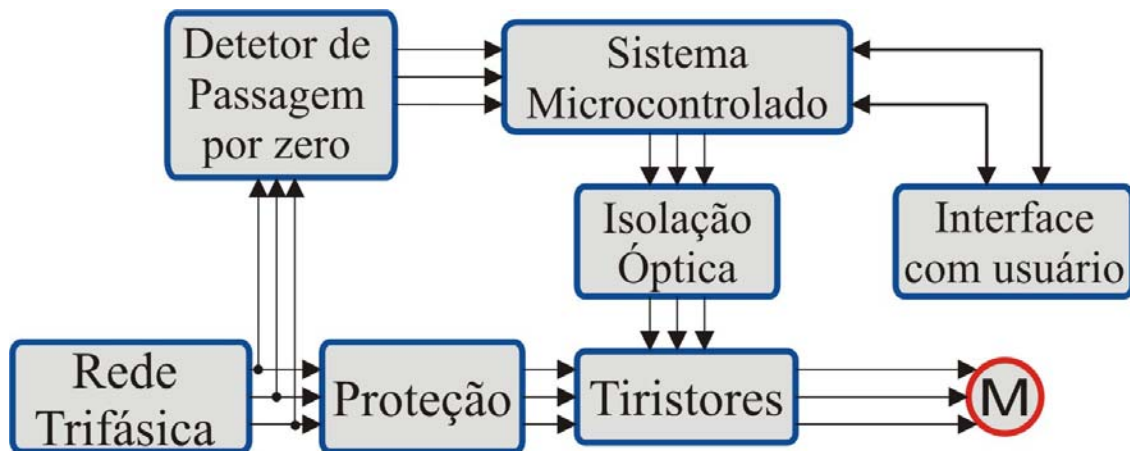 Detetor de
Passagem
por zero
Sistema
Microcontrolado
Isolação
Óptica
Interface
com usuário
Rede
Trifásica
Proteção
Tiristores
M